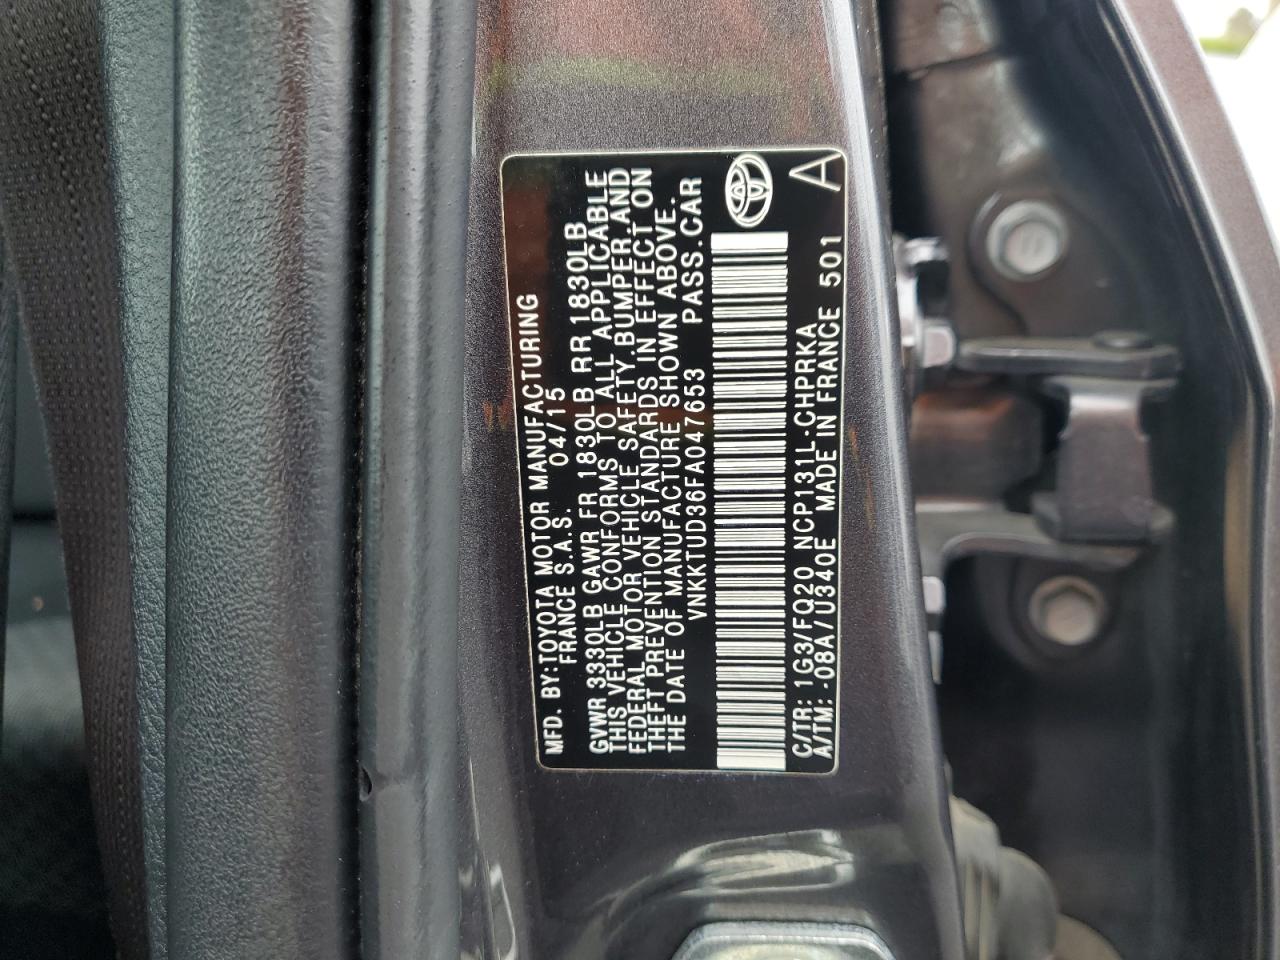 MFD. BY:TOYOTA MOTOR MANUFACTURING
FRANCE S.A.S. 04/15
GVWR 3330LB GAWR FR 1830LB RR 1830LB
THIS VEHICLE CONFORMS TO ALL APPLICABLE
FEDERAL MOTOR VEHICLE SAFETY,BUMPER,AND
THEFT PREVENTION STANDARDS IN EFFECT ON
THE DATE OF MANUFACTURE SHOWN ABOVE.
VNKKTUD36FA047653 PASS.CAR
C/TR: 1G3/FQ20 NCP131L-CHPRKA A
A/TM: -08A/U340E MADE IN FRANCE 501